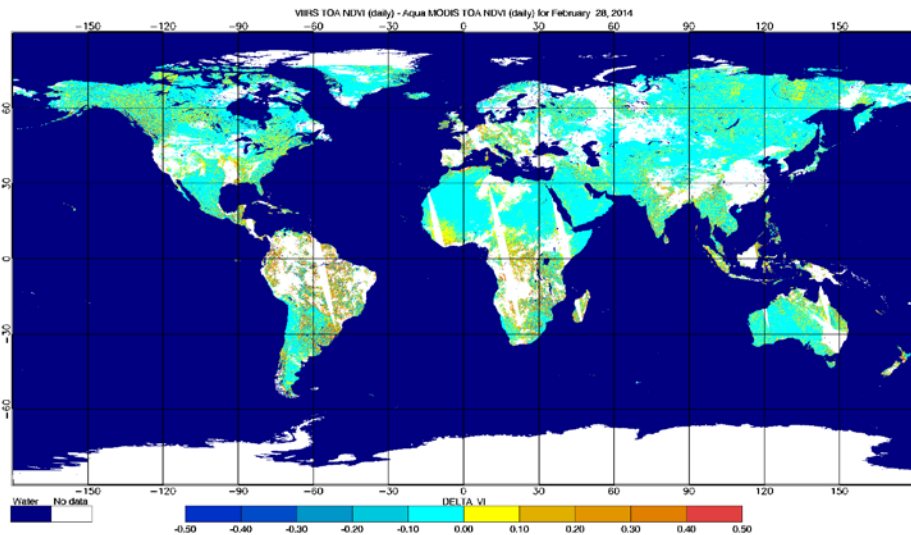 VIIRS TOA NDVI (daily) - Aqua MODIS TOA NDVI (daily) for February 28, 2014
−150 −120 −90 −60 −30 0 30 60 90 120 150
60
30
0
−30
−60
−150 −120 −90 −60 −30 0 30 60 90 120 150
Water No data DELTA VI
-0.50 -0.40 -0.30 -0.20 -0.10 0.00 0.10 0.20 0.30 0.40 0.50